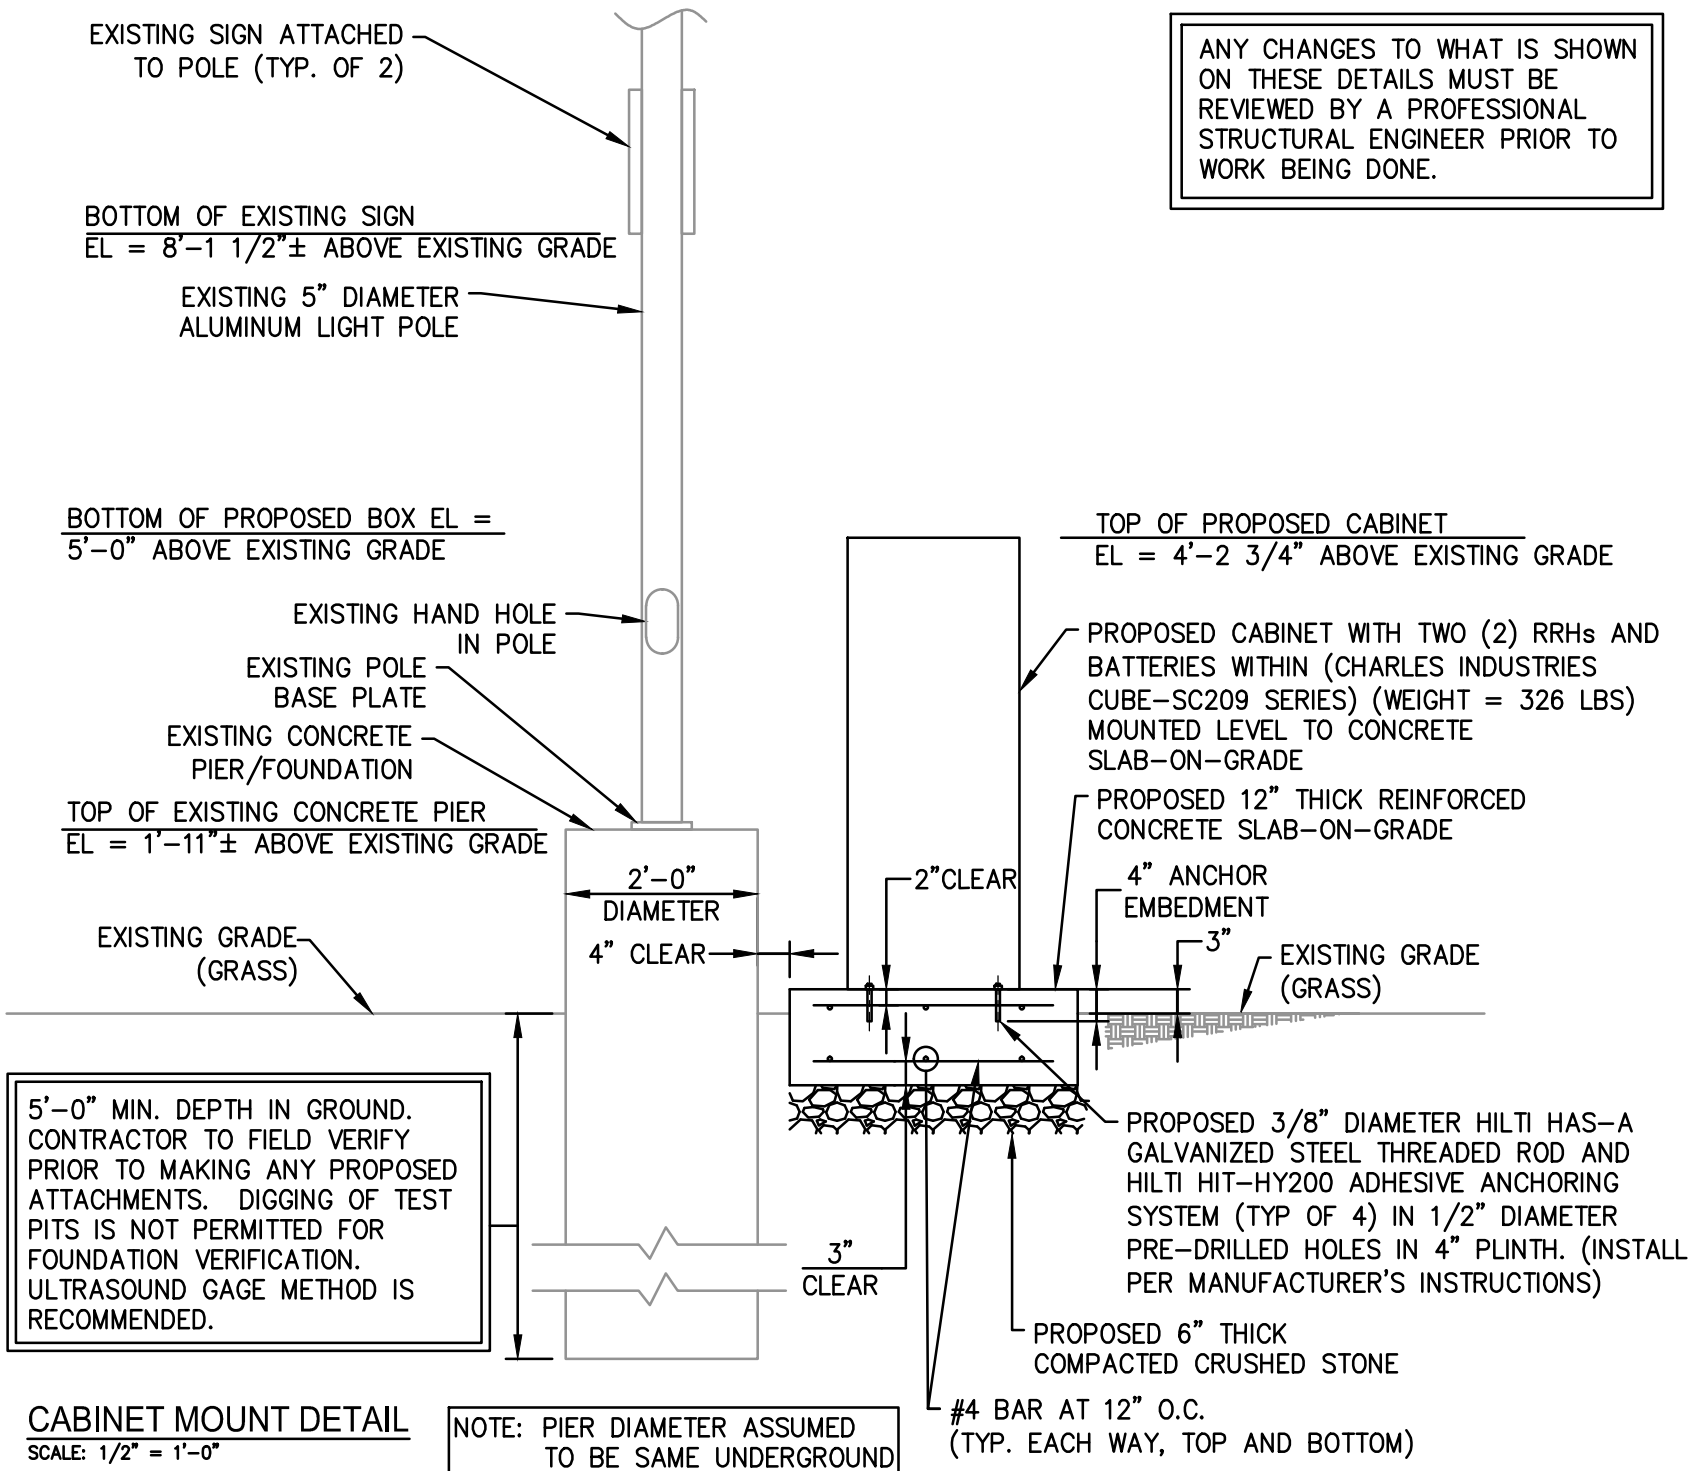 EXISTING SIGN ATTACHED
TO POLE (TYP. OF 2)
ANY CHANGES TO WHAT IS SHOWN
ON THESE DETAILS MUST BE
REVIEWED BY A PROFESSIONAL
STRUCTURAL ENGINEER PRIOR TO
WORK BEING DONE.
BOTTOM OF EXISTING SIGN
EL = 8'-1 1/2"± ABOVE EXISTING GRADE
EXISTING 5" DIAMETER
ALUMINUM LIGHT POLE
BOTTOM OF PROPOSED BOX EL =
5'-0" ABOVE EXISTING GRADE
TOP OF PROPOSED CABINET
EL = 4'-2 3/4" ABOVE EXISTING GRADE
EXISTING HAND HOLE
IN POLE
PROPOSED CABINET WITH TWO (2) RRHs AND
BATTERIES WITHIN (CHARLES INDUSTRIES
CUBE-SC209 SERIES) (WEIGHT = 326 LBS)
MOUNTED LEVEL TO CONCRETE
SLAB-ON-GRADE
EXISTING POLE
BASE PLATE
EXISTING CONCRETE
PIER/FOUNDATION
TOP OF EXISTING CONCRETE PIER
EL = 1'-11"± ABOVE EXISTING GRADE
PROPOSED 12" THICK REINFORCED
CONCRETE SLAB-ON-GRADE
2'-0"
DIAMETER
2"CLEAR
4" ANCHOR
EMBEDMENT
4" CLEAR
3"
EXISTING GRADE
(GRASS)
EXISTING GRADE
(GRASS)
5'-0" MIN. DEPTH IN GROUND.
CONTRACTOR TO FIELD VERIFY
PRIOR TO MAKING ANY PROPOSED
ATTACHMENTS. DIGGING OF TEST
PITS IS NOT PERMITTED FOR
FOUNDATION VERIFICATION.
ULTRASOUND GAGE METHOD IS
RECOMMENDED.
3"
CLEAR
PROPOSED 3/8" DIAMETER HILTI HAS-A
GALVANIZED STEEL THREADED ROD AND
HILTI HIT-HY200 ADHESIVE ANCHORING
SYSTEM (TYP OF 4) IN 1/2" DIAMETER
PRE-DRILLED HOLES IN 4" PLINTH. (INSTALL
PER MANUFACTURER'S INSTRUCTIONS)
PROPOSED 6" THICK
COMPACTED CRUSHED STONE
#4 BAR AT 12" O.C.
(TYP. EACH WAY, TOP AND BOTTOM)
CABINET MOUNT DETAIL
SCALE: 1/2" = 1'-0"
NOTE: PIER DIAMETER ASSUMED
TO BE SAME UNDERGROUND